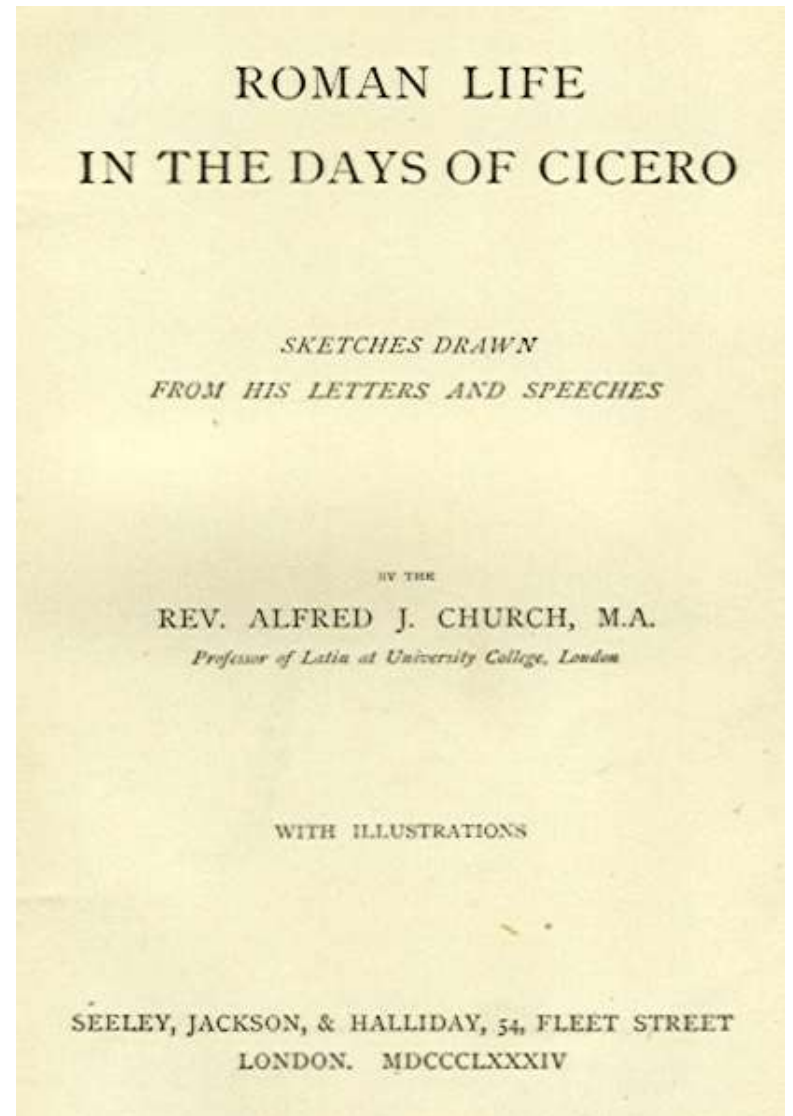 ROMAN LIFE
IN THE DAYS OF CICERO
SKETCHES DRAWN
FROM HIS LETTERS AND SPEECHES
BY THE
REV. ALFRED J. CHURCH, M.A.
Professor of Latin at University College, London
WITH ILLUSTRATIONS
SEELEY, JACKSON, & HALLIDAY, 54, FLEET STREET
LONDON. MDCCCLXXXIV